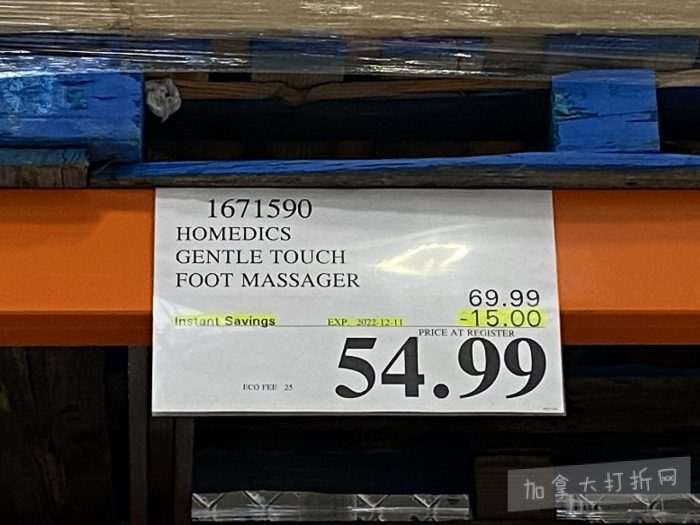 1671590
HOMEDICS
GENTLE TOUCH
FOOT MASSAGER
69.99
Instant Savings EXP. 2022-12-11 -15.00
PRICE AT REGISTER
54.99
ECO FEE 25
加拿大打折网